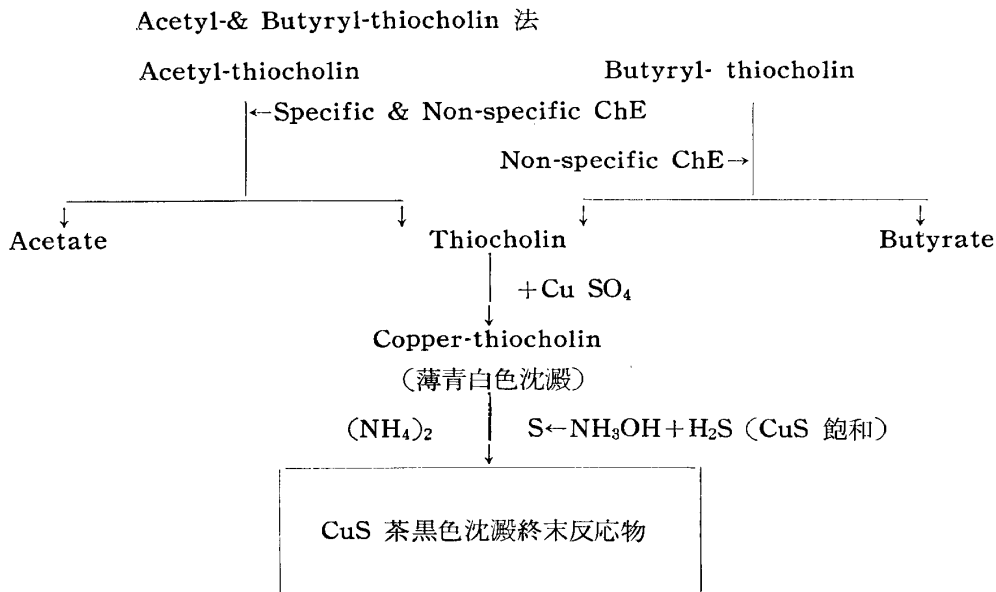 Acetyl-& Butyryl-thiocholin 法
Acetyl-thiocholin
Butyryl- thiocholin
←Specific & Non-specific ChE
Non-specific ChE→
Acetate
Thiocholin
Butyrate
+Cu SO₄
Copper-thiocholin
(薄青白色沈澱)
(NH₄)₂ S←NH₃OH+H₂S (CuS 飽和)
CuS 茶黒色沈澱終末反応物